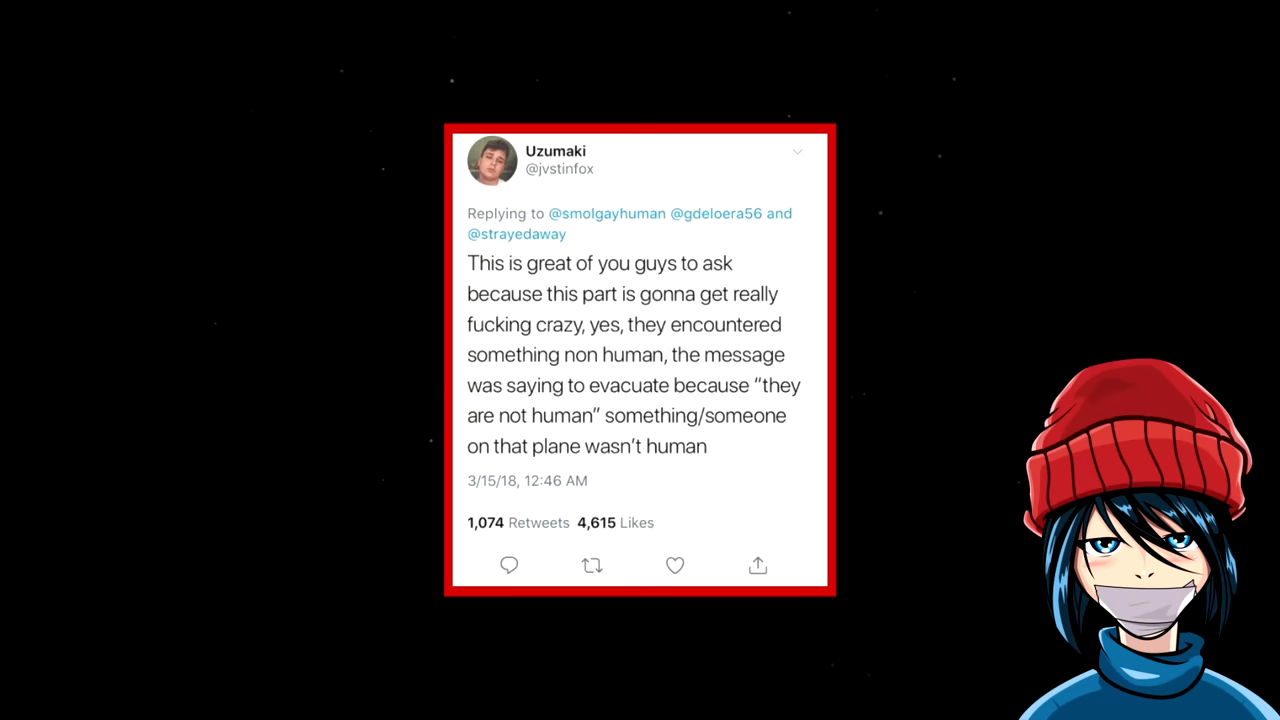 Uzumaki
@jvstinfox
Replying to @smolgayhuman @gdeloera56 and
@strayedaway
This is great of you guys to ask
because this part is gonna get really
fucking crazy, yes, they encountered
something non human, the message
was saying to evacuate because “they
are not human” something/someone
on that plane wasn’t human
3/15/18, 12:46 AM
1,074 Retweets 4,615 Likes